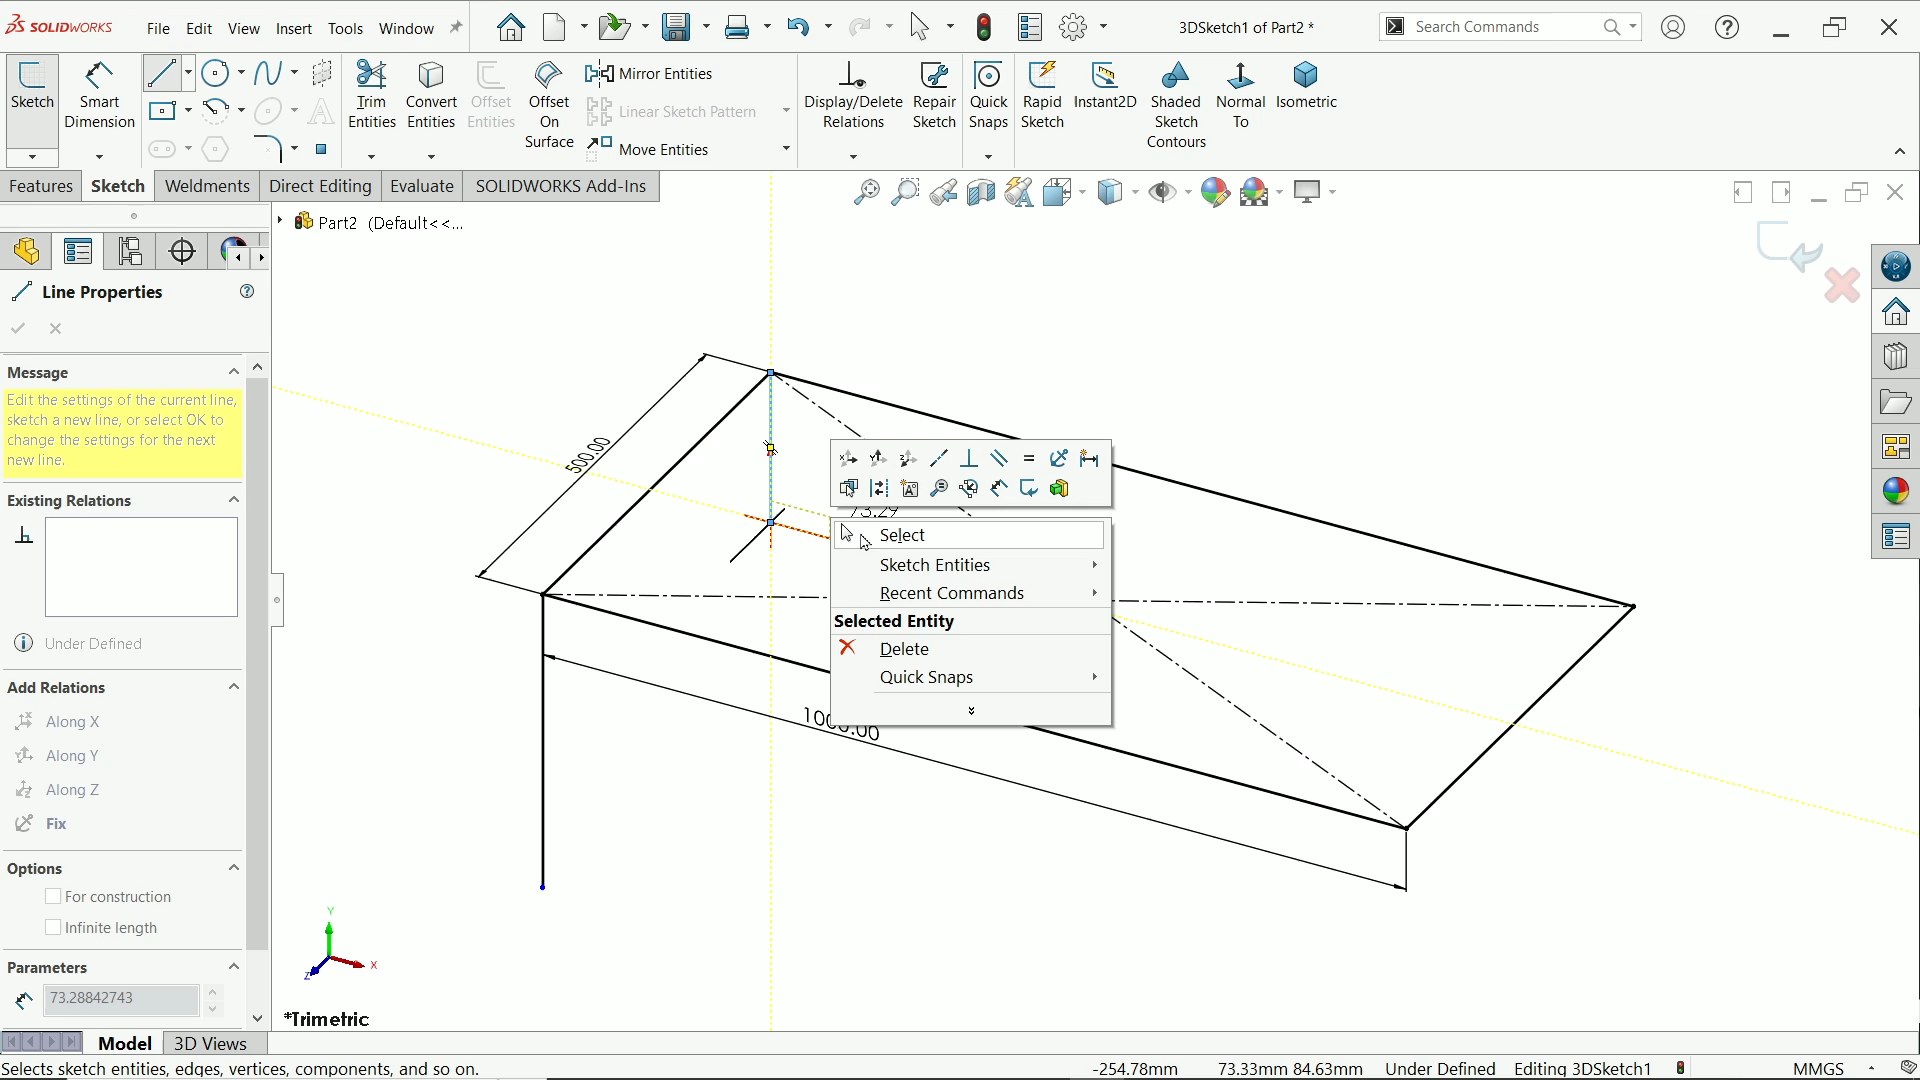 SOLIDWORKS
File Edit View Insert Tools Window
3DSketch1 of Part2 *
Search Commands
Sketch
Smart Dimension
Trim Entities
Convert Entities
Offset Entities
Offset On Surface
Mirror Entities
Linear Sketch Pattern
Move Entities
Display/Delete Relations
Repair Sketch
Quick Snaps
Rapid Sketch
Instant2D
Shaded Sketch Contours
Normal To
Isometric
Features Sketch Weldments Direct Editing Evaluate SOLIDWORKS Add-Ins
Part2 (Default<<...
Line Properties
Message
Edit the settings of the current line,
sketch a new line, or select OK to
change the settings for the next
new line.
Existing Relations
Under Defined
Add Relations
Along X
Along Y
Along Z
Fix
Options
For construction
Infinite length
Parameters
73.28842743
500.00
73.29
1000.00
Select
Sketch Entities
Recent Commands
Selected Entity
Delete
Quick Snaps
Y
X
Z
*Trimetric
Model 3D Views
Selects sketch entities, edges, vertices, components, and so on.
-254.78mm 73.33mm 84.63mm Under Defined Editing 3DSketch1 MMGS